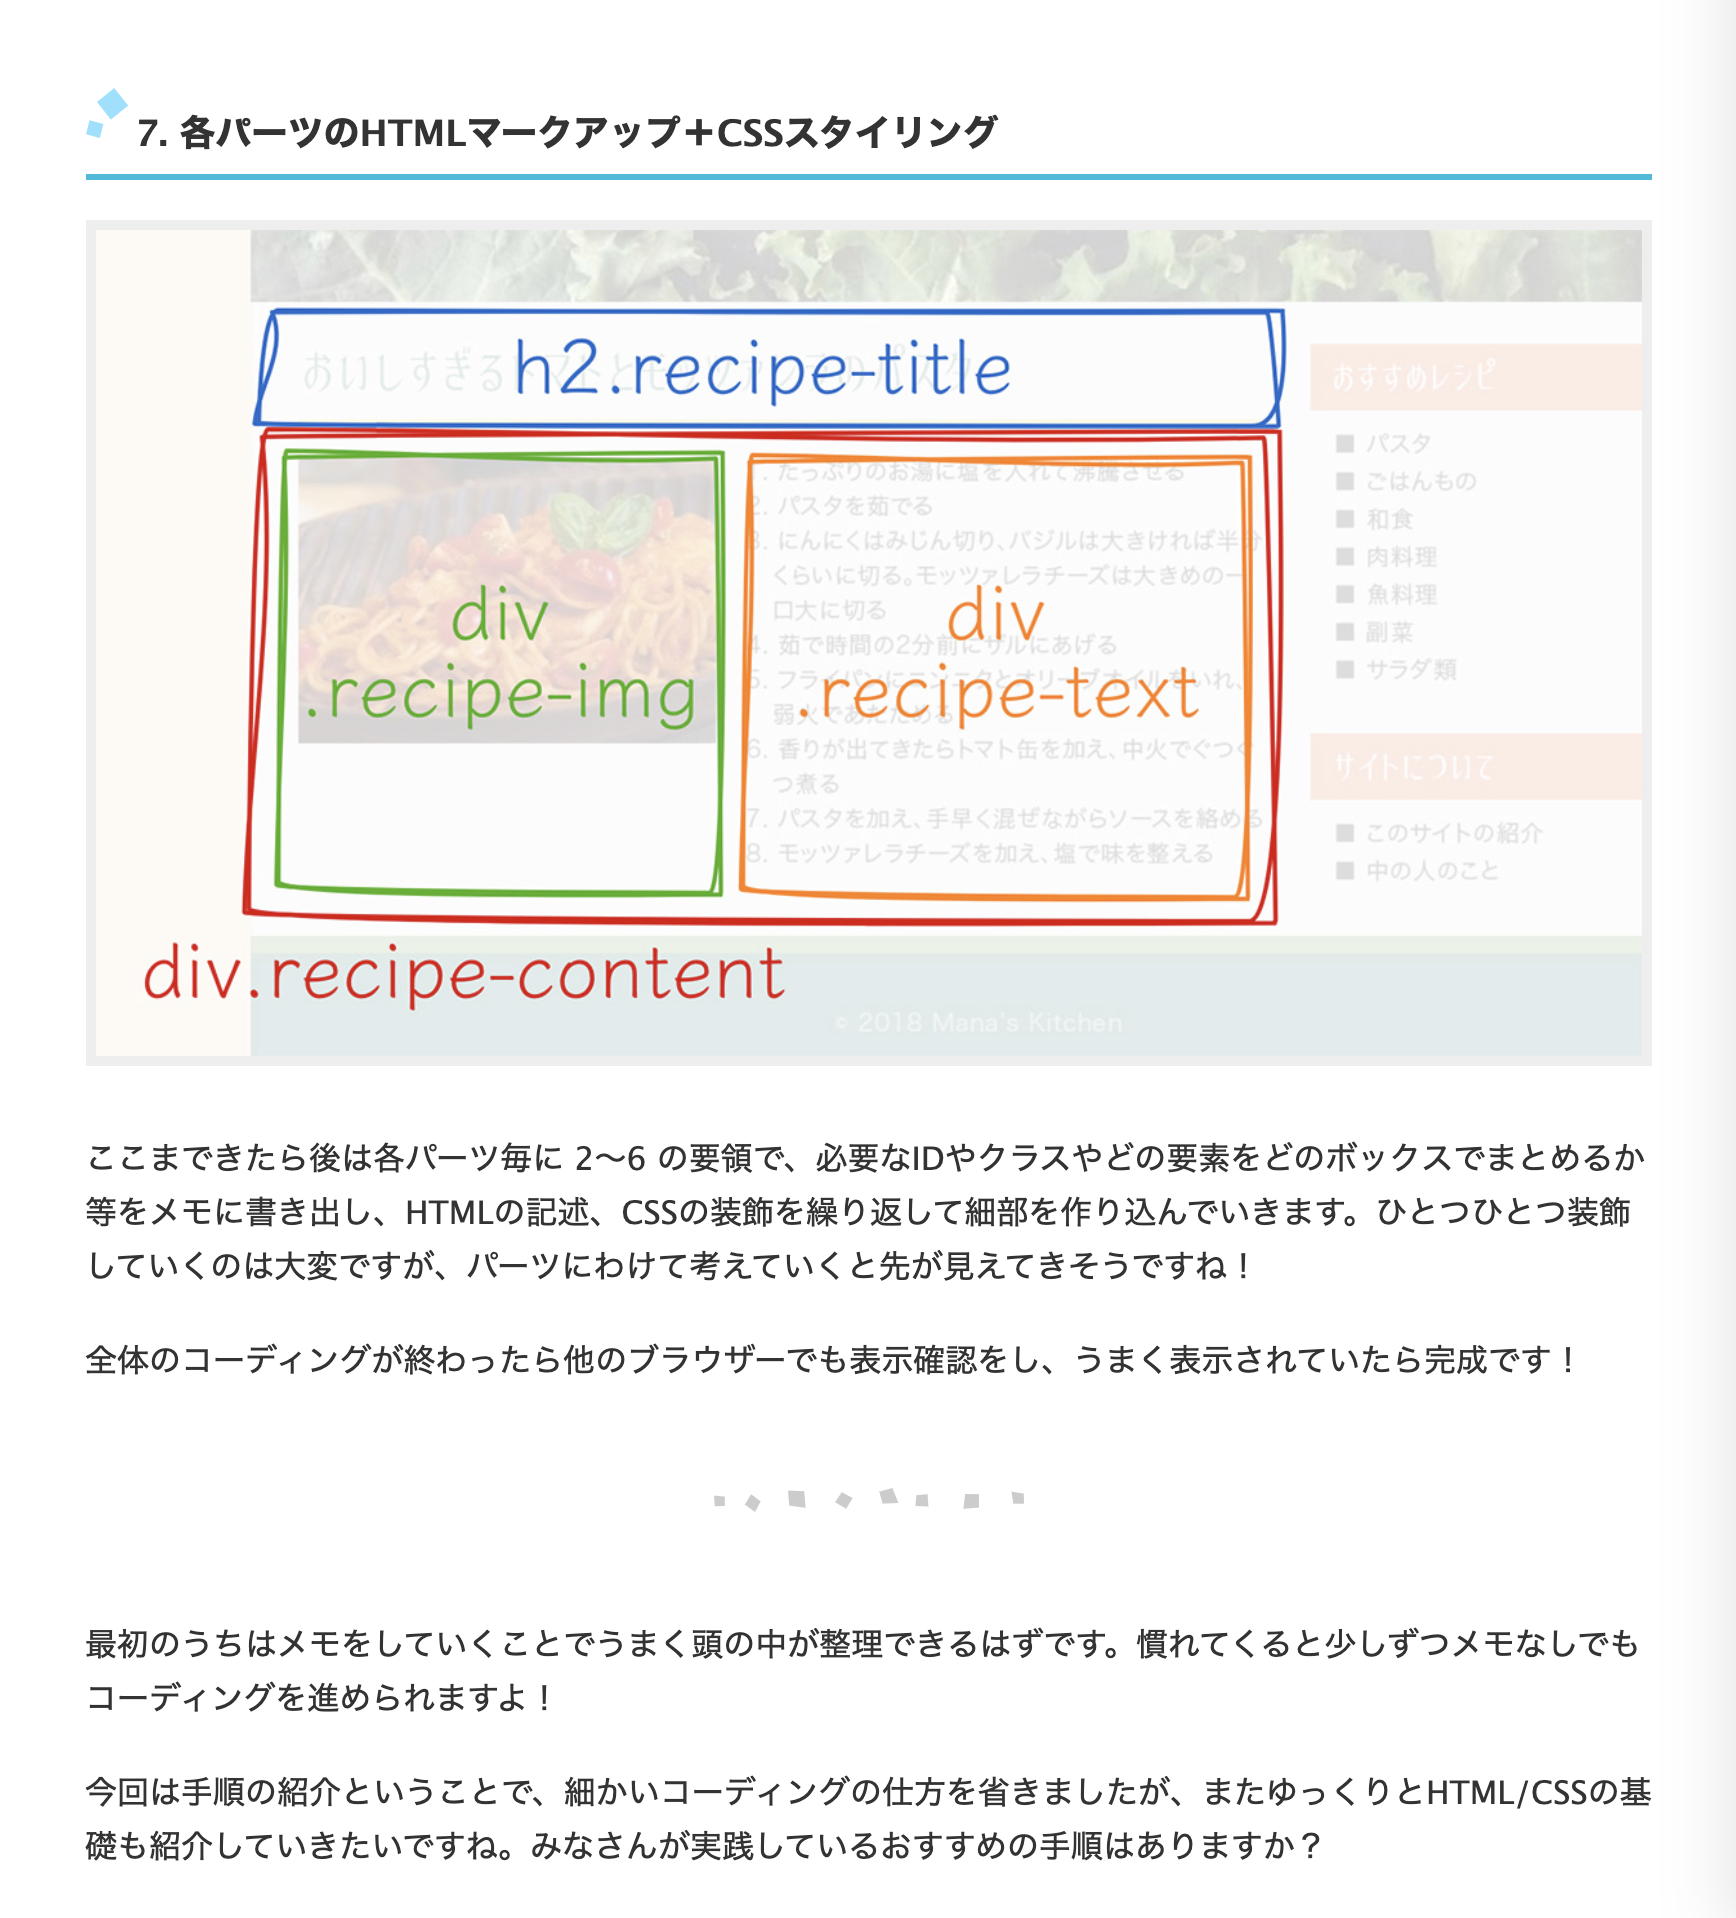 7. 各パーツのHTMLマークアップ＋CSSスタイリング
h2.recipe-title
おすすめレシピ
パスタ
ごはんもの
和食
肉料理
魚料理
副菜
サラダ類
サイトについて
このサイトの紹介
中の人のこと
div
.recipe-img
1. たっぷりのお湯に塩を入れて沸騰させる
2. パスタを茹でる
3. にんにくはみじん切り、バジルは大きければ半分
くらいに切る。モッツァレラチーズは大きめの一
口大に切る
4. 茹で時間の2分前にザルにあげる
5. フライパンにニンニクとオリーブオイルをいれ、
弱火であたためる
6. 香りが出てきたらトマト缶を加え、中火でぐつぐ
つ煮る
7. パスタを加え、手早く混ぜながらソースを絡める
8. モッツァレラチーズを加え、塩で味を整える
div
.recipe-text
div.recipe-content
© 2018 Mana's Kitchen
ここまできたら後は各パーツ毎に 2〜6 の要領で、必要なIDやクラスやどの要素をどのボックスでまとめるか
等をメモに書き出し、HTMLの記述、CSSの装飾を繰り返して細部を作り込んでいきます。ひとつひとつ装飾
していくのは大変ですが、パーツにわけて考えていくと先が見えてきそうですね！
全体のコーディングが終わったら他のブラウザーでも表示確認をし、うまく表示されていたら完成です！
最初のうちはメモをしていくことでうまく頭の中が整理できるはずです。慣れてくると少しずつメモなしでも
コーディングを進められますよ！
今回は手順の紹介ということで、細かいコーディングの仕方を省きましたが、またゆっくりとHTML/CSSの基
礎も紹介していきたいですね。みなさんが実践しているおすすめの手順はありますか？